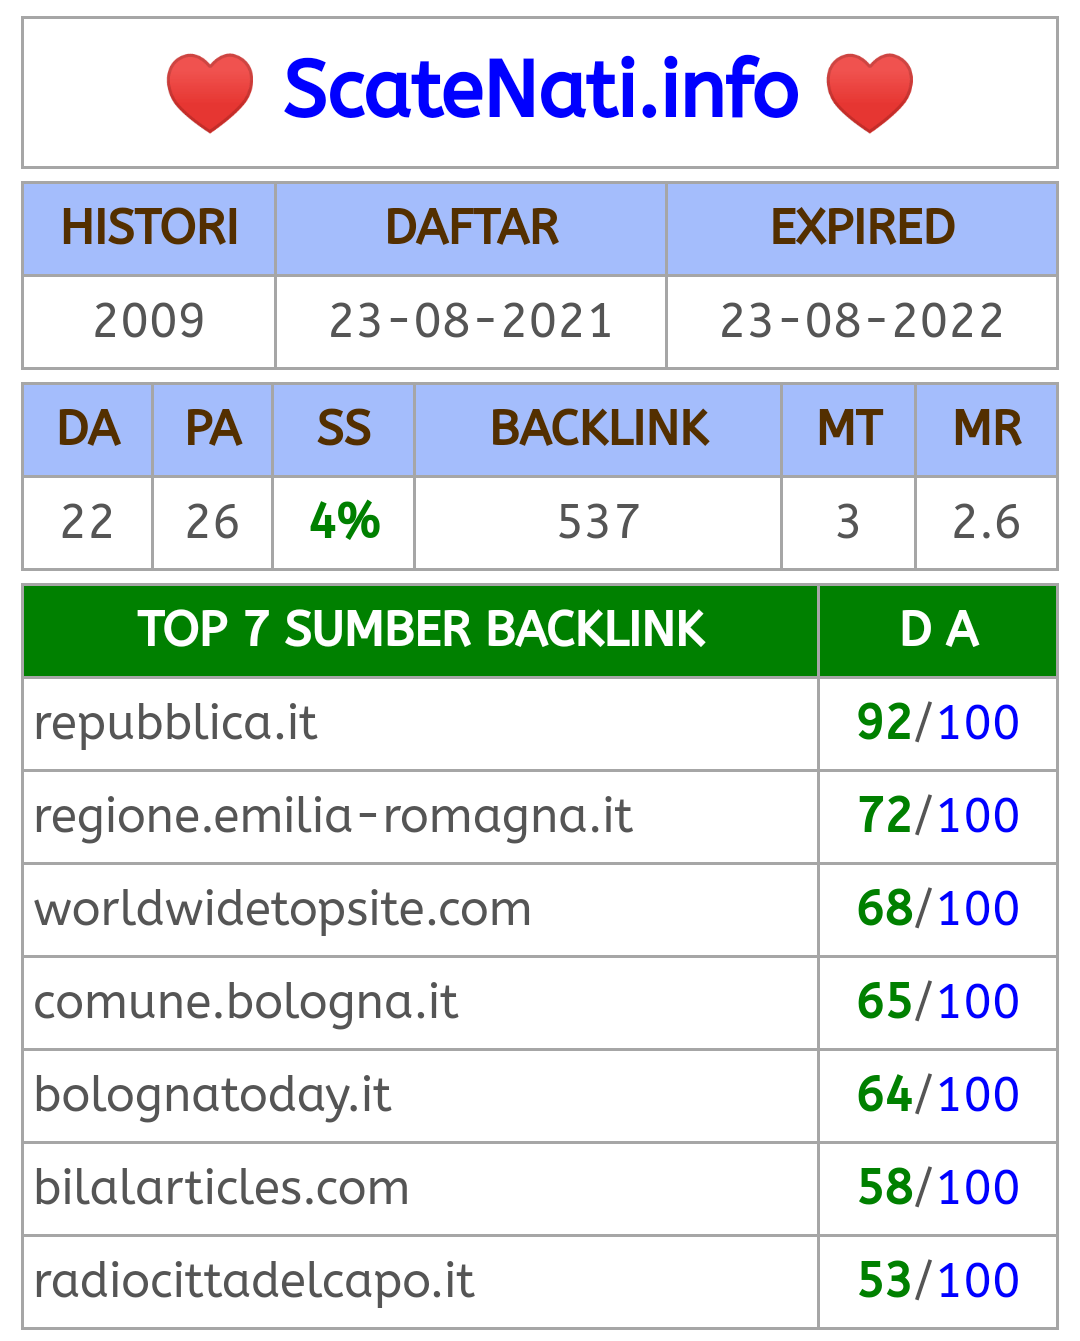 ScateNati.info
HISTORI DAFTAR EXPIRED
2009 23-08-2021 23-08-2022
DA PA SS BACKLINK MT MR
22 26 4% 537 3 2.6
TOP 7 SUMBER BACKLINK D A
repubblica.it 92/100
regione.emilia-romagna.it 72/100
worldwidetopsite.com 68/100
comune.bologna.it 65/100
bolognatoday.it 64/100
bilalarticles.com 58/100
radiocittadelcapo.it 53/100